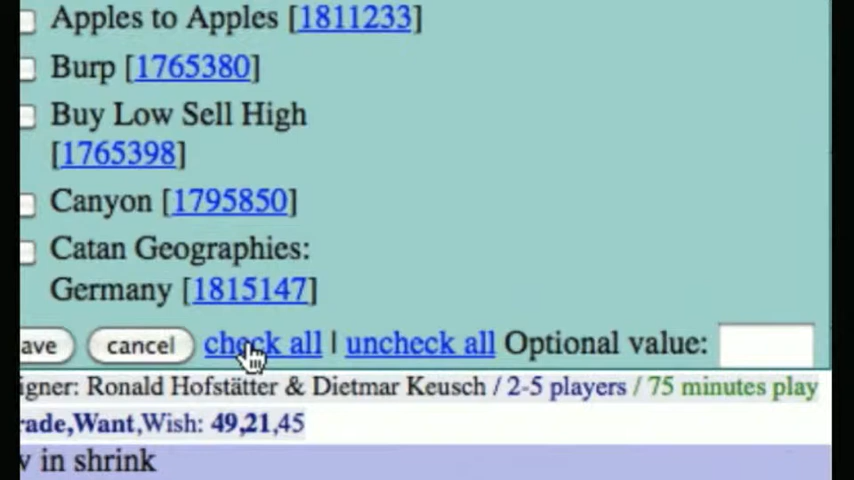 Apples to Apples [1811233]
Burp [1765380]
Buy Low Sell High
[1765398]
Canyon [1795850]
Catan Geographies:
Germany [1815147]
ave cancel check all | uncheck all Optional value:
igner: Ronald Hofstätter & Dietmar Keusch / 2-5 players / 75 minutes play
rade,Want,Wish: 49,21,45
in shrink